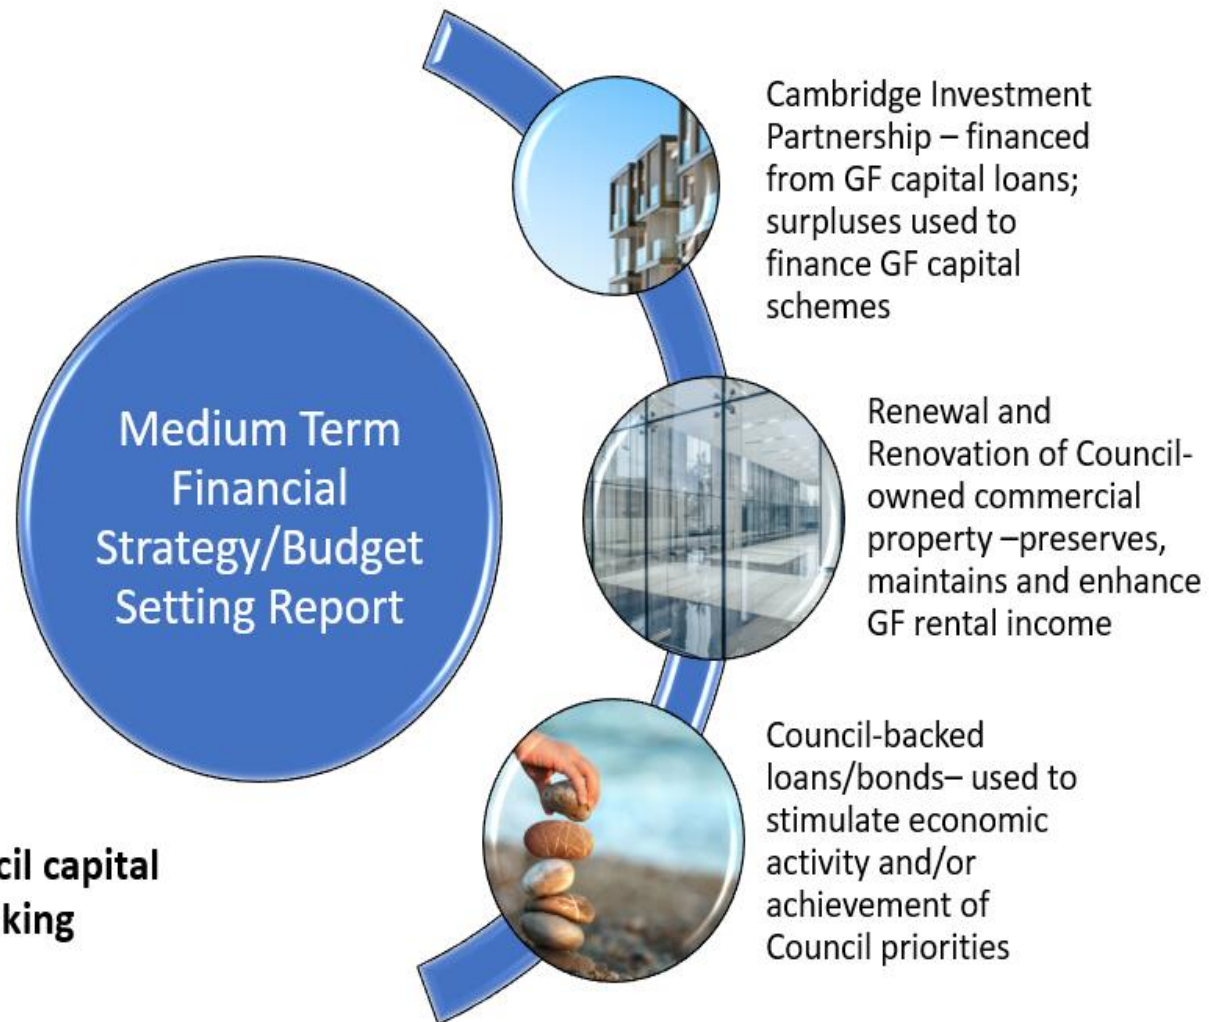 Cambridge Investment
Partnership – financed
from GF capital loans;
surpluses used to
finance GF capital
schemes
Medium Term
Financial
Strategy/Budget
Setting Report
Renewal and
Renovation of Council-
owned commercial
property –preserves,
maintains and enhance
GF rental income
Council-backed
loans/bonds– used to
stimulate economic
activity and/or
achievement of
Council priorities
cil capital
king